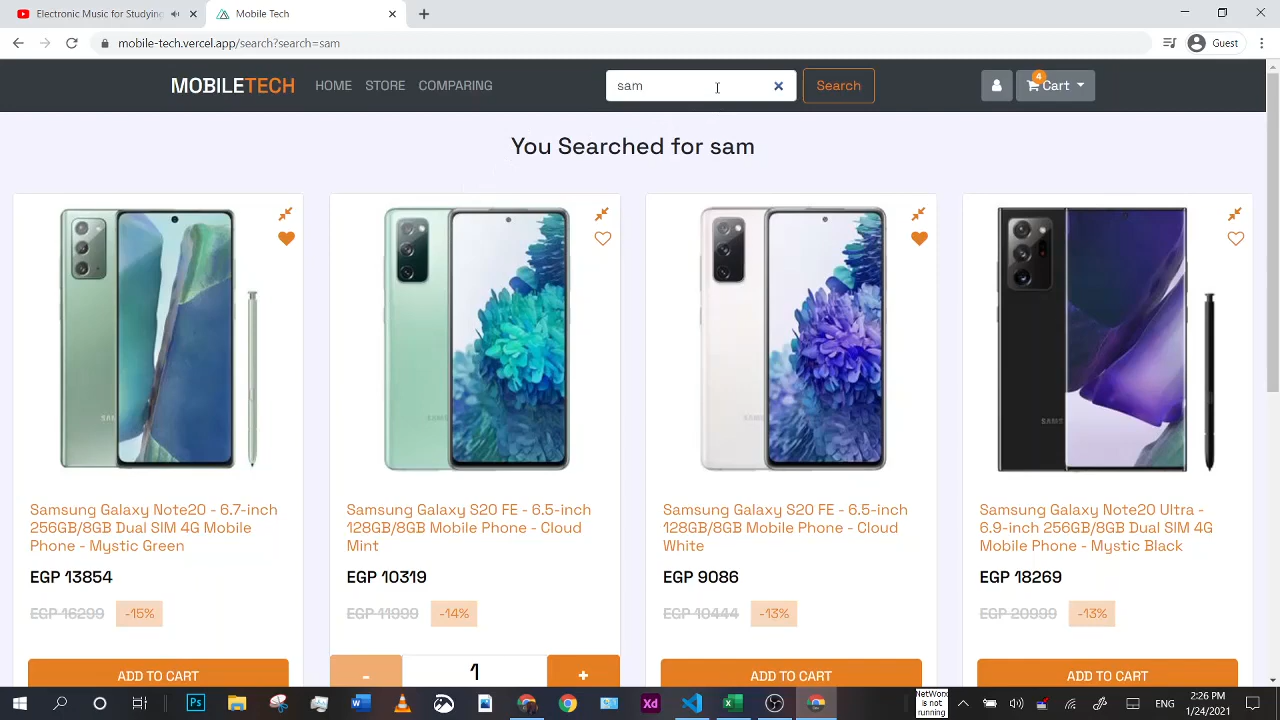 Electronic Music for Studying
Mobile Tech
mobile-tech.vercel.app/search?search=sam
Guest
MOBILETECH
HOME
STORE
COMPARING
sam
Search
4
Cart
You Searched for sam
Samsung Galaxy Note20 - 6.7-inch
256GB/8GB Dual SIM 4G Mobile
Phone - Mystic Green
EGP 13854
EGP 16299
-15%
ADD TO CART
Samsung Galaxy S20 FE - 6.5-inch
128GB/8GB Mobile Phone - Cloud
Mint
EGP 10319
EGP 11999
-14%
-
1
+
Samsung Galaxy S20 FE - 6.5-inch
128GB/8GB Mobile Phone - Cloud
White
EGP 9086
EGP 10444
-13%
ADD TO CART
Samsung Galaxy Note20 Ultra -
6.9-inch 256GB/8GB Dual SIM 4G
Mobile Phone - Mystic Black
EGP 18269
EGP 20999
-13%
ADD TO CART
NetWorx
is not
running
ENG
2:26 PM
1/24/2021